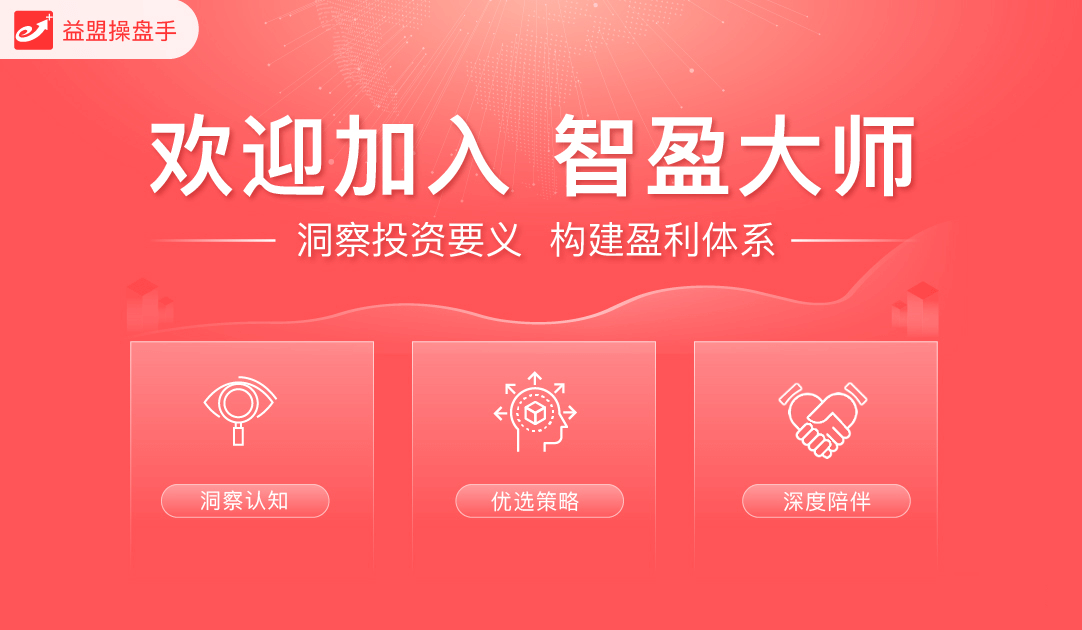 益盟操盘手
欢迎加入 智盈大师
洞察投资要义 构建盈利体系
洞察认知
优选策略
深度陪伴